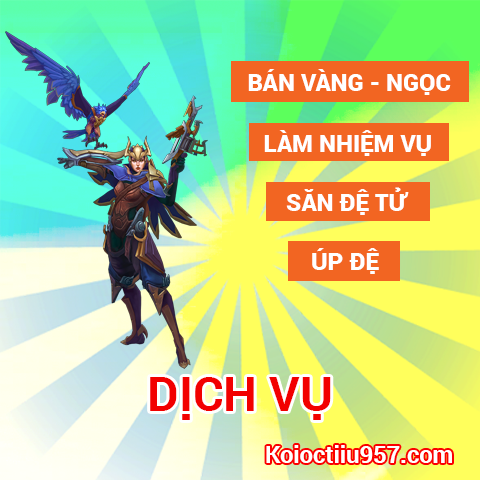 BÁN VÀNG - NGỌC
LÀM NHIỆM VỤ
SĂN ĐỆ TỬ
ÚP ĐỆ
DỊCH VỤ
Koioctiiu957.com